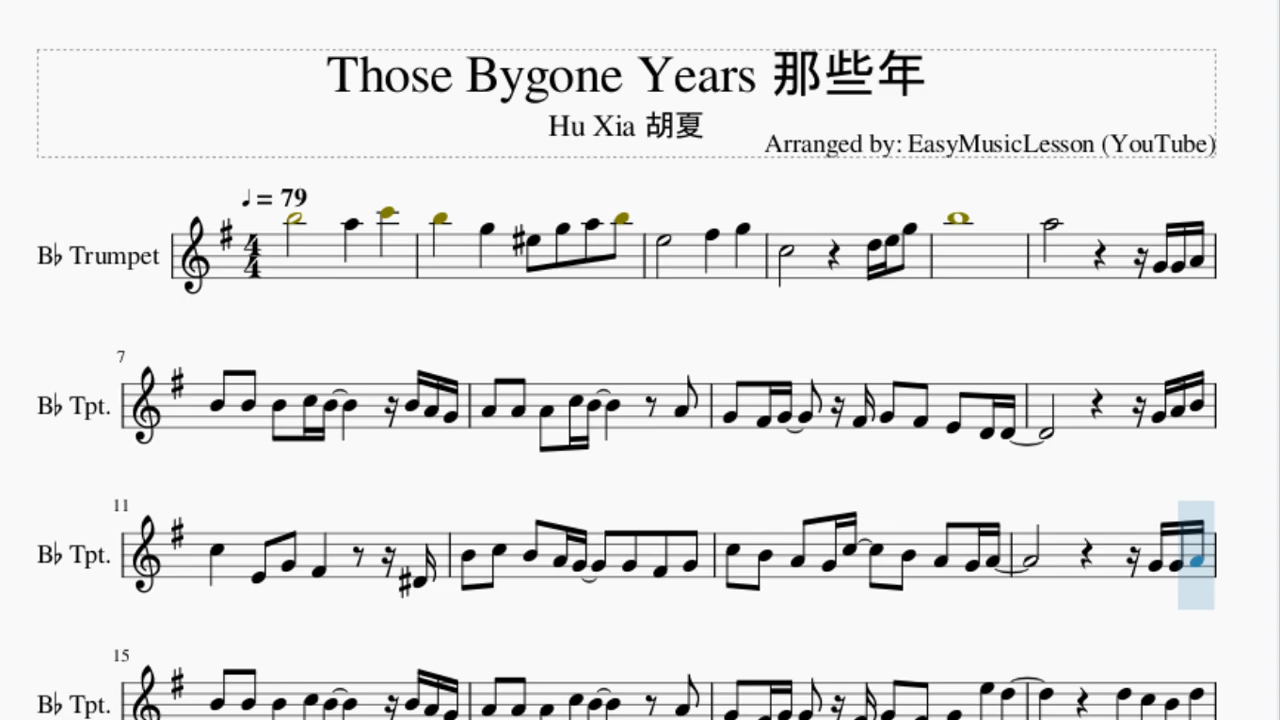 Those Bygone Years 那些年
Hu Xia 胡夏
Arranged by: EasyMusicLesson (YouTube)
♩ = 79
B♭ Trumpet
7
B♭ Tpt.
11
B♭ Tpt.
15
B♭ Tpt.